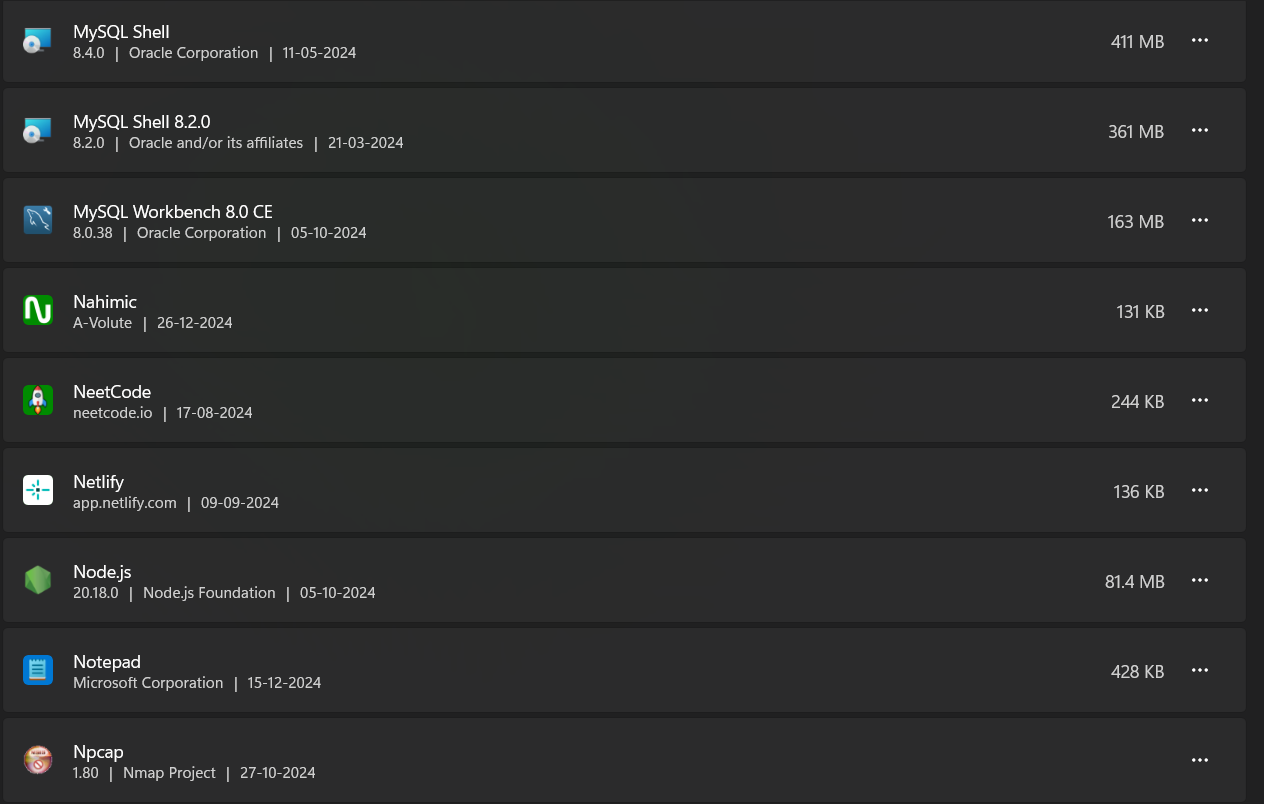 MySQL Shell
8.4.0 | Oracle Corporation | 11-05-2024
411 MB
MySQL Shell 8.2.0
8.2.0 | Oracle and/or its affiliates | 21-03-2024
361 MB
MySQL Workbench 8.0 CE
8.0.38 | Oracle Corporation | 05-10-2024
163 MB
Nahimic
A-Volute | 26-12-2024
131 KB
NeetCode
neetcode.io | 17-08-2024
244 KB
Netlify
app.netlify.com | 09-09-2024
136 KB
Node.js
20.18.0 | Node.js Foundation | 05-10-2024
81.4 MB
Notepad
Microsoft Corporation | 15-12-2024
428 KB
Npcap
1.80 | Nmap Project | 27-10-2024